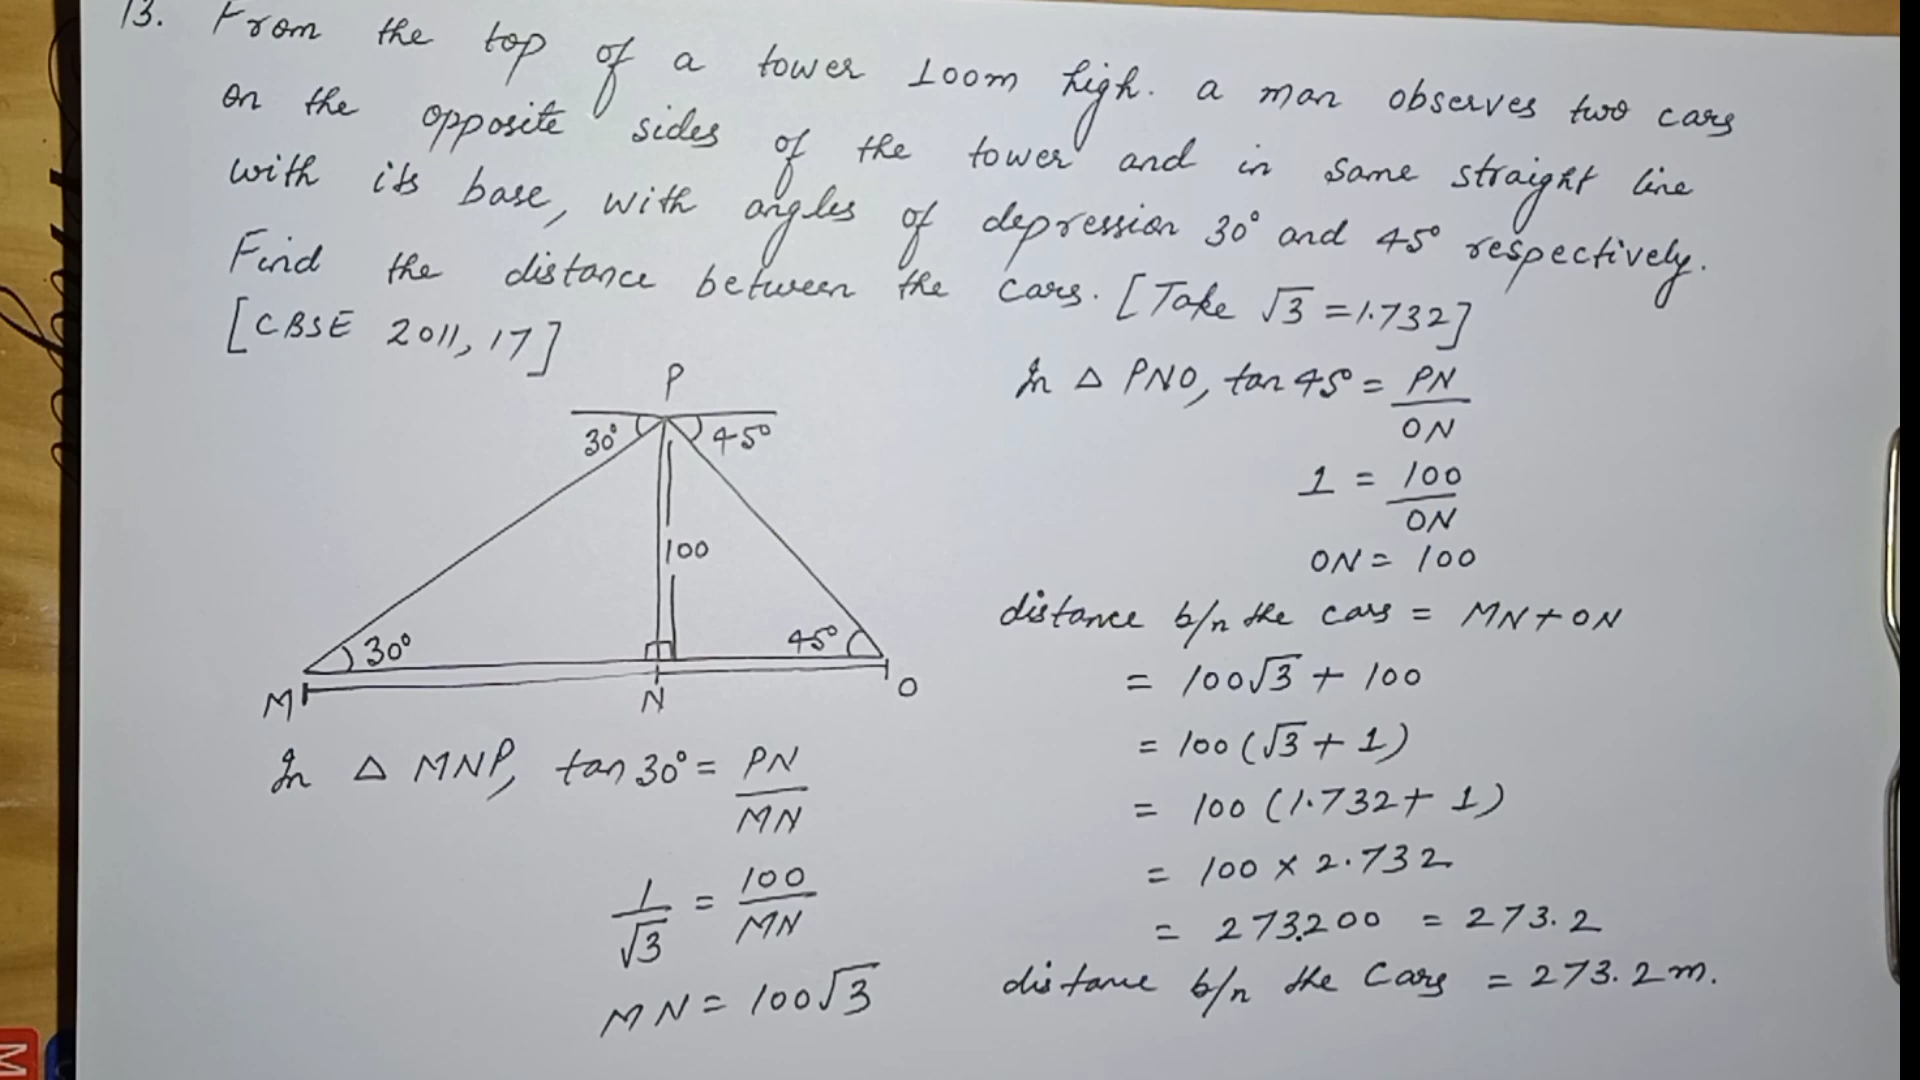 13. From the top of a tower 100m high. a man observes two cars
on the opposite sides of the tower and in same straight line
with its base, with angles of depression 30° and 45° respectively.
Find the distance between the cars. [Take √3 = 1.732]
[CBSE 2011, 17]
P
30° 45°
100
30° 45°
M N O
In △ MNP, tan 30° = PN/MN
1/√3 = 100/MN
MN = 100√3
In △ PNO, tan 45° = PN/ON
1 = 100/ON
ON = 100
distance b/n the cars = MN + ON
= 100√3 + 100
= 100 (√3 + 1)
= 100 (1.732 + 1)
= 100 × 2.732
= 273.200 = 273.2
distance b/n the Cars = 273.2 m.
M